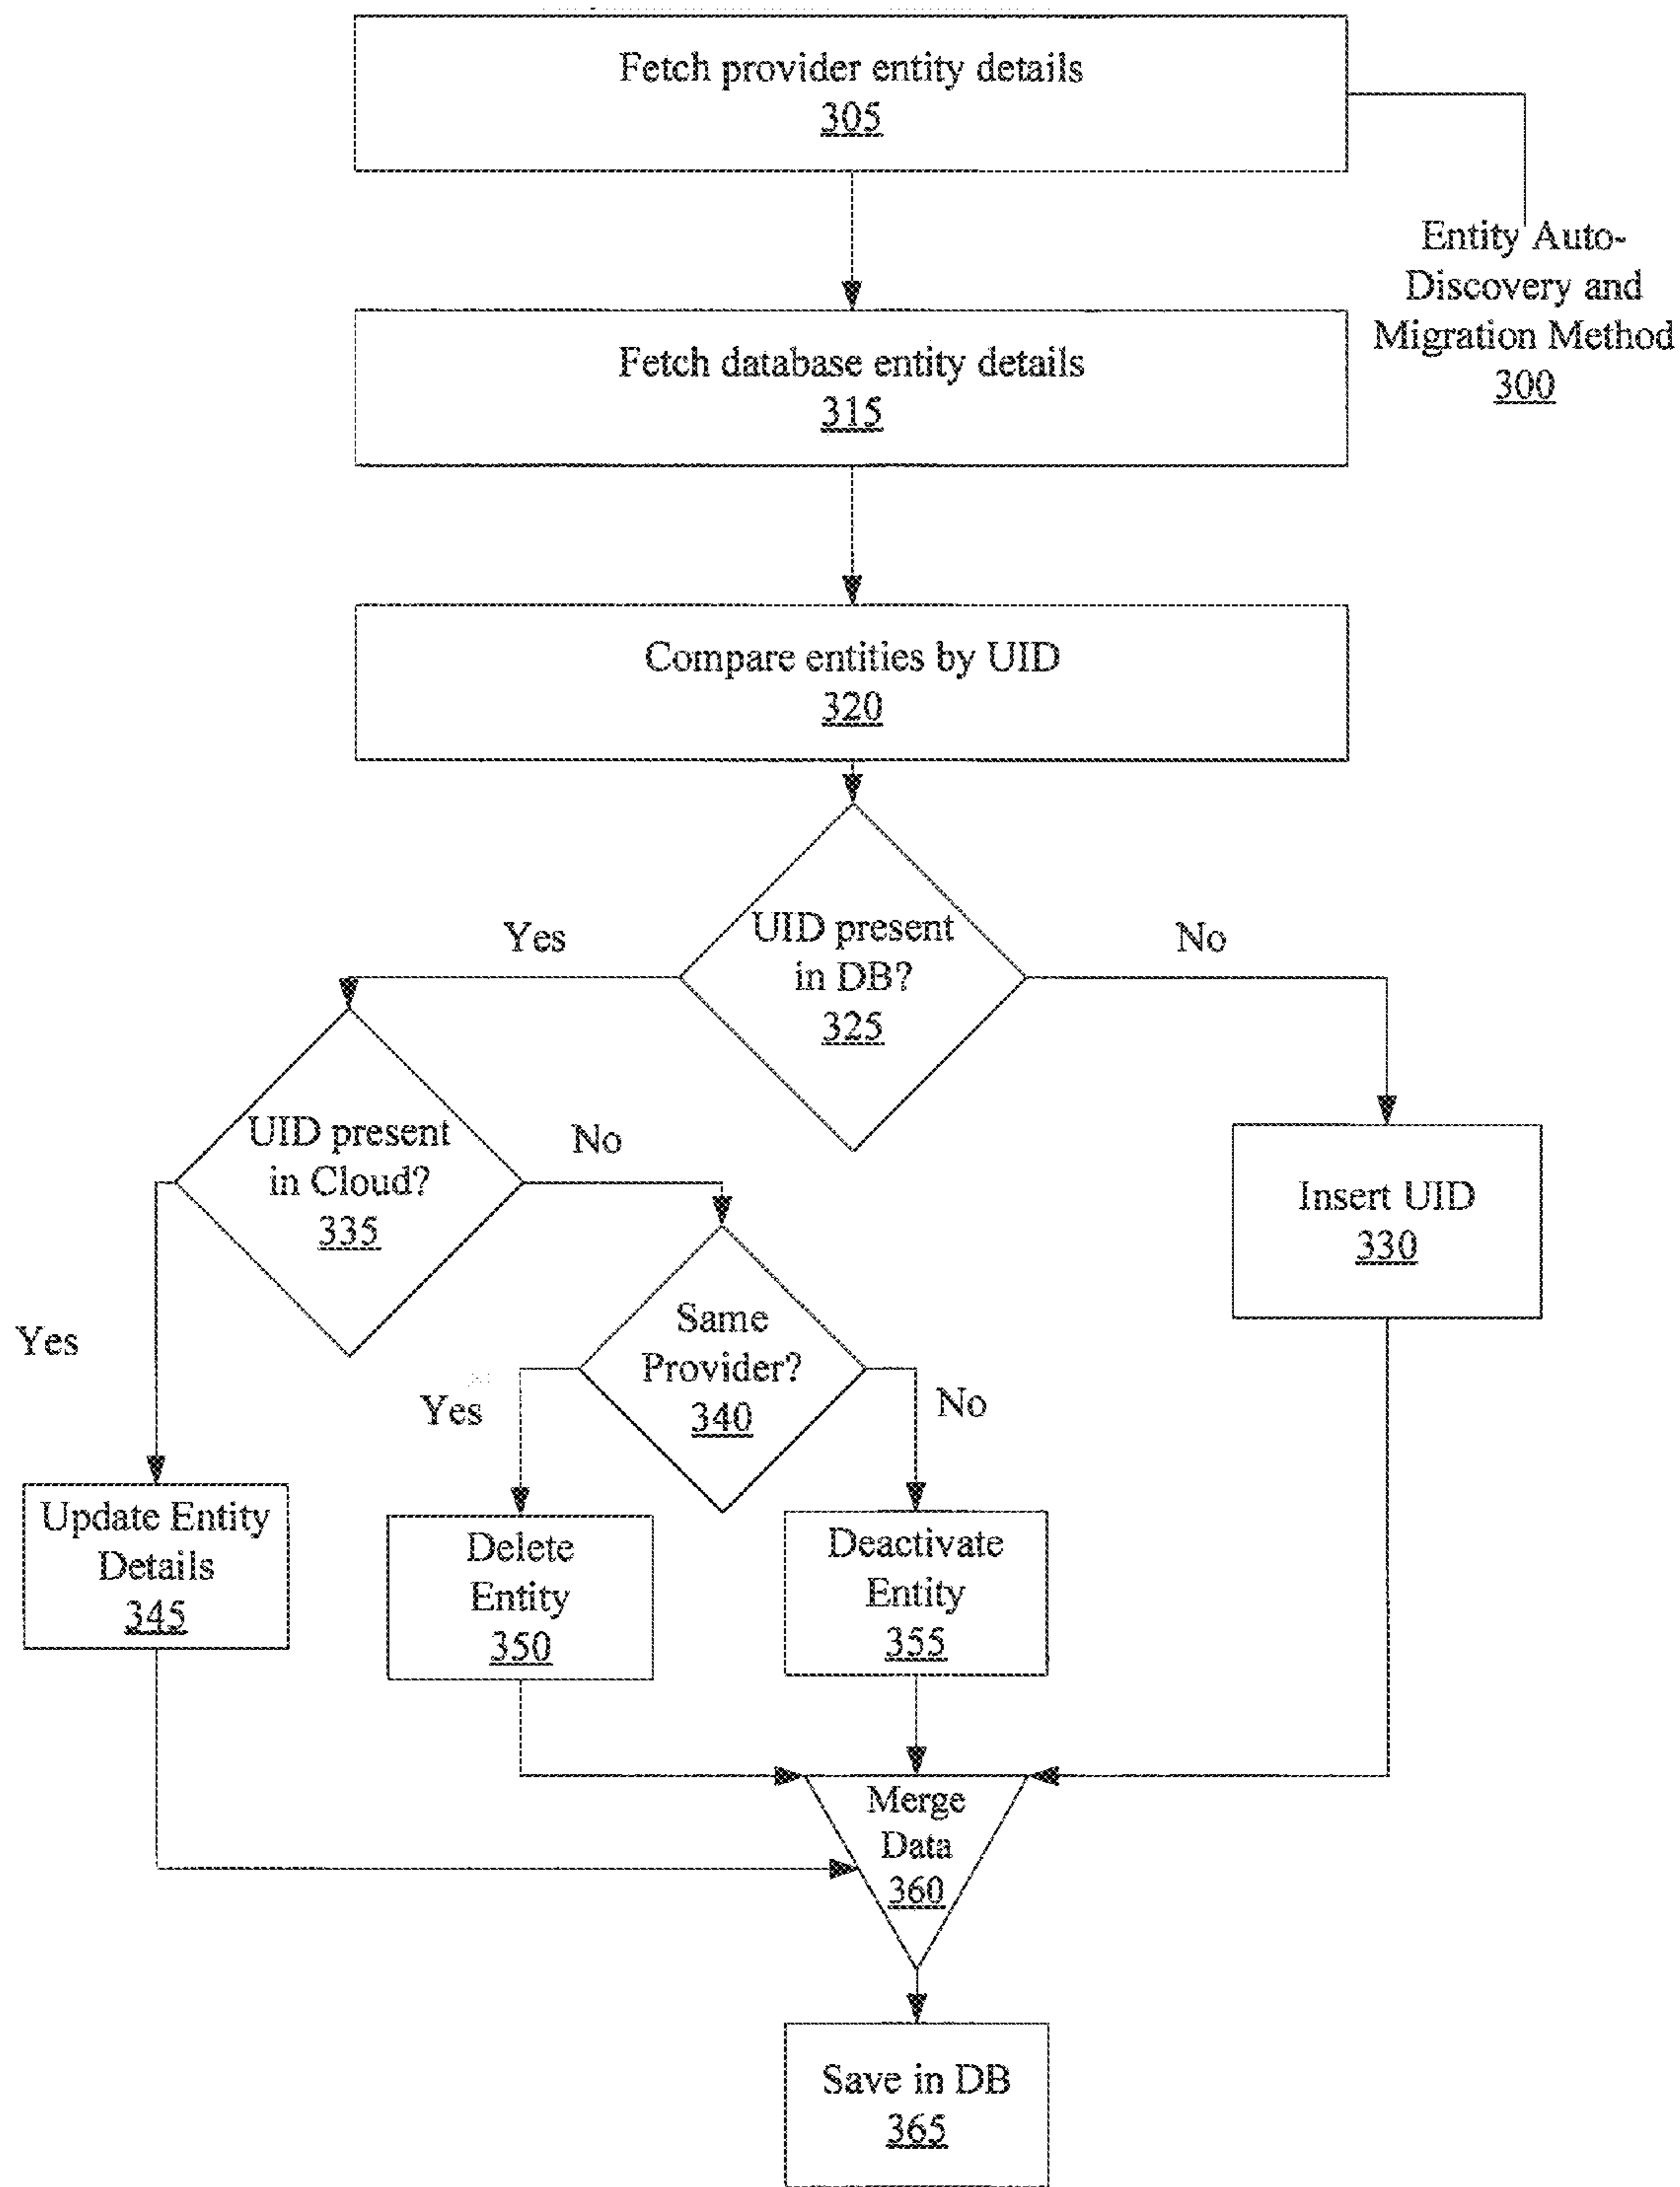 Fetch provider entity details
305
Entity Auto-
Discovery and
Migration Method
300
Fetch database entity details
315
Compare entities by UID
320
UID present
in DB?
325
Yes
No
UID present
in Cloud?
335
No
Yes
Insert UID
330
Same
Provider?
340
Yes
No
Update Entity
Details
345
Delete
Entity
350
Deactivate
Entity
355
Merge
Data
360
Save in DB
365